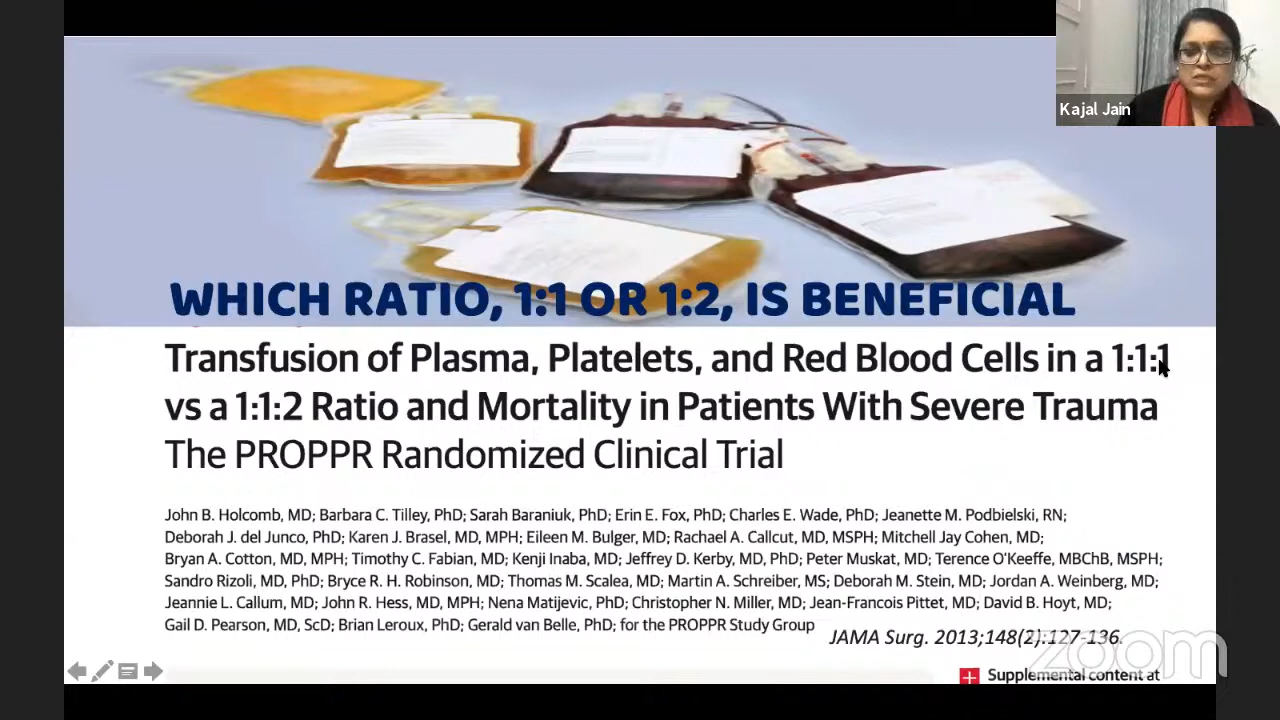 Kajal Jain
WHICH RATIO, 1:1 OR 1:2, IS BENEFICIAL
Transfusion of Plasma, Platelets, and Red Blood Cells in a 1:1:1
vs a 1:1:2 Ratio and Mortality in Patients With Severe Trauma
The PROPPR Randomized Clinical Trial
John B. Holcomb, MD; Barbara C. Tilley, PhD; Sarah Baraniuk, PhD; Erin E. Fox, PhD; Charles E. Wade, PhD; Jeanette M. Podbielski, RN;
Deborah J. del Junco, PhD; Karen J. Brasel, MD, MPH; Eileen M. Bulger, MD; Rachael A. Callcut, MD, MSPH; Mitchell Jay Cohen, MD;
Bryan A. Cotton, MD, MPH; Timothy C. Fabian, MD; Kenji Inaba, MD; Jeffrey D. Kerby, MD, PhD; Peter Muskat, MD; Terence O'Keeffe, MBChB, MSPH;
Sandro Rizoli, MD, PhD; Bryce R. H. Robinson, MD; Thomas M. Scalea, MD; Martin A. Schreiber, MS; Deborah M. Stein, MD; Jordan A. Weinberg, MD;
Jeannie L. Callum, MD; John R. Hess, MD, MPH; Nena Matijevic, PhD; Christopher N. Miller, MD; Jean-Francois Pittet, MD; David B. Hoyt, MD;
Gail D. Pearson, MD, ScD; Brian Leroux, PhD; Gerald van Belle, PhD; for the PROPPR Study Group
JAMA Surg. 2013;148(2):127-136.
zoom
Supplemental content at